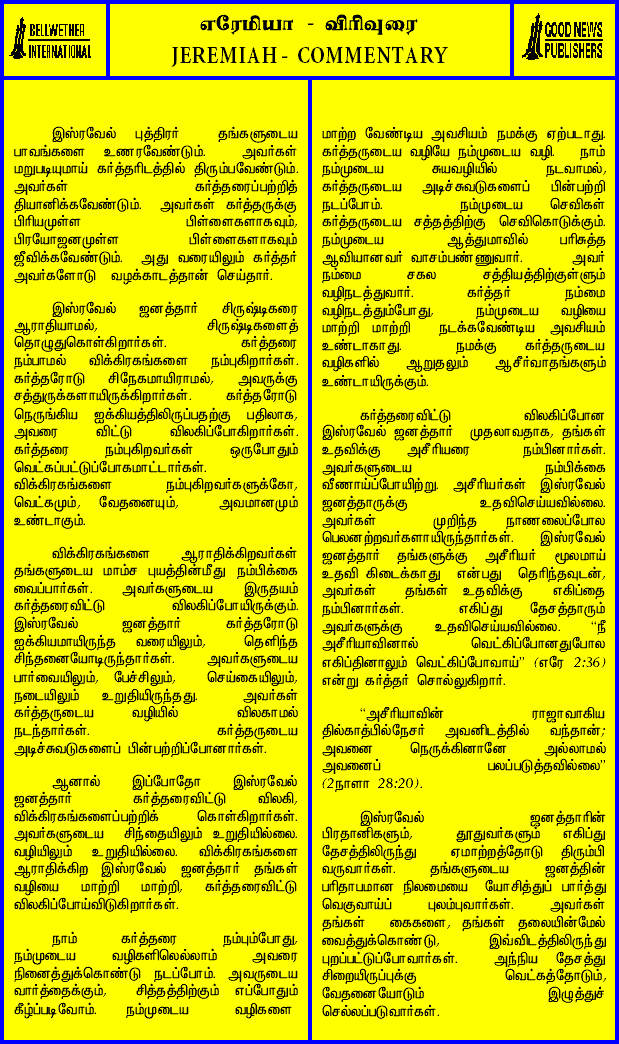 BELLWETHER
INTERNATIONAL
எரேமியா - விரிவுரை
JEREMIAH - COMMENTARY
GOOD NEWS
PUBLISHERS
இஸ்ரவேல் புத்திரர் தங்களுடைய
பாவங்களை உணரவேண்டும். அவர்கள்
மறுபடியுமாய் கர்த்தரிடத்தில் திரும்பவேண்டும்.
அவர்கள் கர்த்தரைப்பற்றித்
தியானிக்கவேண்டும். அவர்கள் கர்த்தருக்கு
பிரியமுள்ள பிள்ளைகளாகவும்,
பிரயோஜனமுள்ள பிள்ளைகளாகவும்
ஜீவிக்கவேண்டும். அது வரையிலும் கர்த்தர்
அவர்களோடு வழக்காடத்தான் செய்தார்.
இஸ்ரவேல் ஜனத்தார் சிருஷ்டிகரை
ஆராதியாமல், சிருஷ்டிகளைத்
தொழுதுகொள்கிறார்கள். கர்த்தரை
நம்பாமல் விக்கிரகங்களை நம்புகிறார்கள்.
கர்த்தரோடு சிநேகமாயிராமல், அவருக்கு
சத்துருக்களாயிருக்கிறார்கள். கர்த்தரோடு
நெருங்கிய ஐக்கியத்திலிருப்பதற்கு பதிலாக,
அவரை விட்டு விலகிப்போகிறார்கள்.
கர்த்தரை நம்புகிறவர்கள் ஒருபோதும்
வெட்கப்பட்டுப்போகமாட்டார்கள்.
விக்கிரகங்களை நம்புகிறவர்களுக்கோ,
வெட்கமும், வேதனையும், அவமானமும்
உண்டாகும்.
விக்கிரகங்களை ஆராதிக்கிறவர்கள்
தங்களுடைய மாம்ச புயத்தின்மீது நம்பிக்கை
வைப்பார்கள். அவர்களுடைய இருதயம்
கர்த்தரைவிட்டு விலகிப்போயிருக்கும்.
இஸ்ரவேல் ஜனத்தார் கர்த்தரோடு
ஐக்கியமாயிருந்த வரையிலும், தெளிந்த
சிந்தனையோடிருந்தார்கள். அவர்களுடைய
பார்வையிலும், பேச்சிலும், செய்கையிலும்,
நடையிலும் உறுதியிருந்தது. அவர்கள்
கர்த்தருடைய வழியில் விலகாமல்
நடந்தார்கள். கர்த்தருடைய
அடிச்சுவடுகளைப் பின்பற்றிப்போனார்கள்.
ஆனால் இப்போதோ இஸ்ரவேல்
ஜனத்தார் கர்த்தரைவிட்டு விலகி,
விக்கிரகங்களைப்பற்றிக் கொள்கிறார்கள்.
அவர்களுடைய சிந்தையிலும் உறுதியில்லை.
வழியிலும் உறுதியில்லை. விக்கிரகங்களை
ஆராதிக்கிற இஸ்ரவேல் ஜனத்தார் தங்கள்
வழியை மாற்றி மாற்றி, கர்த்தரைவிட்டு
விலகிப்போய்விடுகிறார்கள்.
நாம் கர்த்தரை நம்பும்போது,
நம்முடைய வழிகளிலெல்லாம் அவரை
நினைத்துக்கொண்டு நடப்போம். அவருடைய
வார்த்தைக்கும், சித்தத்திற்கும் எப்போதும்
கீழ்ப்படிவோம். நம்முடைய வழிகளை
மாற்ற வேண்டிய அவசியம் நமக்கு ஏற்படாது.
கர்த்தருடைய வழியே நம்முடைய வழி. நாம்
நம்முடைய சுயவழியில் நடவாமல்,
கர்த்தருடைய அடிச்சுவடுகளைப் பின்பற்றி
நடப்போம். நம்முடைய செவிகள்
கர்த்தருடைய சத்தத்திற்கு செவிகொடுக்கும்.
நம்முடைய ஆத்துமாவில் பரிசுத்த
ஆவியானவர் வாசம்பண்ணுவார். அவர்
நம்மை சகல சத்தியத்திற்குள்ளும்
வழிநடத்துவார். கர்த்தர் நம்மை
வழிநடத்தும்போது, நம்முடைய வழியை
மாற்றி மாற்றி நடக்கவேண்டிய அவசியம்
உண்டாகாது. நமக்கு கர்த்தருடைய
வழிகளில் ஆறுதலும் ஆசீர்வாதங்களும்
உண்டாயிருக்கும்.
கர்த்தரைவிட்டு விலகிப்போன
இஸ்ரவேல் ஜனத்தார் முதலாவதாக, தங்கள்
உதவிக்கு அசீரியரை நம்பினார்கள்.
அவர்களுடைய நம்பிக்கை
வீணாய்ப்போயிற்று. அசீரியர்கள் இஸ்ரவேல்
ஜனத்தாருக்கு உதவிசெய்யவில்லை.
அவர்கள் முறிந்த நாணலைப்போல
பெலனற்றவர்களாயிருந்தார்கள். இஸ்ரவேல்
ஜனத்தார் தங்களுக்கு அசீரியர் மூலமாய்
உதவி கிடைக்காது என்பது தெரிந்தவுடன்,
அவர்கள் தங்கள் உதவிக்கு எகிப்தை
நம்பினார்கள். எகிப்து தேசத்தாரும்
அவர்களுக்கு உதவிசெய்யவில்லை. “நீ
அசீரியாவினால் வெட்கிப்போனதுபோல
எகிப்தினாலும் வெட்கிப்போவாய்” (எரே 2:36)
என்று கர்த்தர் சொல்லுகிறார்.
“அசீரியாவின் ராஜாவாகிய
தில்காத்பில்நேசர் அவனிடத்தில் வந்தான்;
அவனை நெருக்கினானே அல்லாமல்
அவனைப் பலப்படுத்தவில்லை”
(2நாளா 28:20).
இஸ்ரவேல் ஜனத்தாரின்
பிரதானிகளும், தூதுவர்களும் எகிப்து
தேசத்திலிருந்து ஏமாற்றத்தோடு திரும்பி
வருவார்கள். தங்களுடைய ஜனத்தின்
பரிதாபமான நிலமையை யோசித்துப் பார்த்து
வெகுவாய்ப் புலம்புவார்கள். அவர்கள்
தங்கள் கைகளை, தங்கள் தலையின்மேல்
வைத்துக்கொண்டு, இவ்விடத்திலிருந்து
புறப்பட்டுப்போவார்கள். அந்நிய தேசத்து
சிறையிருப்புக்கு வெட்கத்தோடும்,
வேதனையோடும் இழுத்துச்
செல்லப்படுவார்கள்.